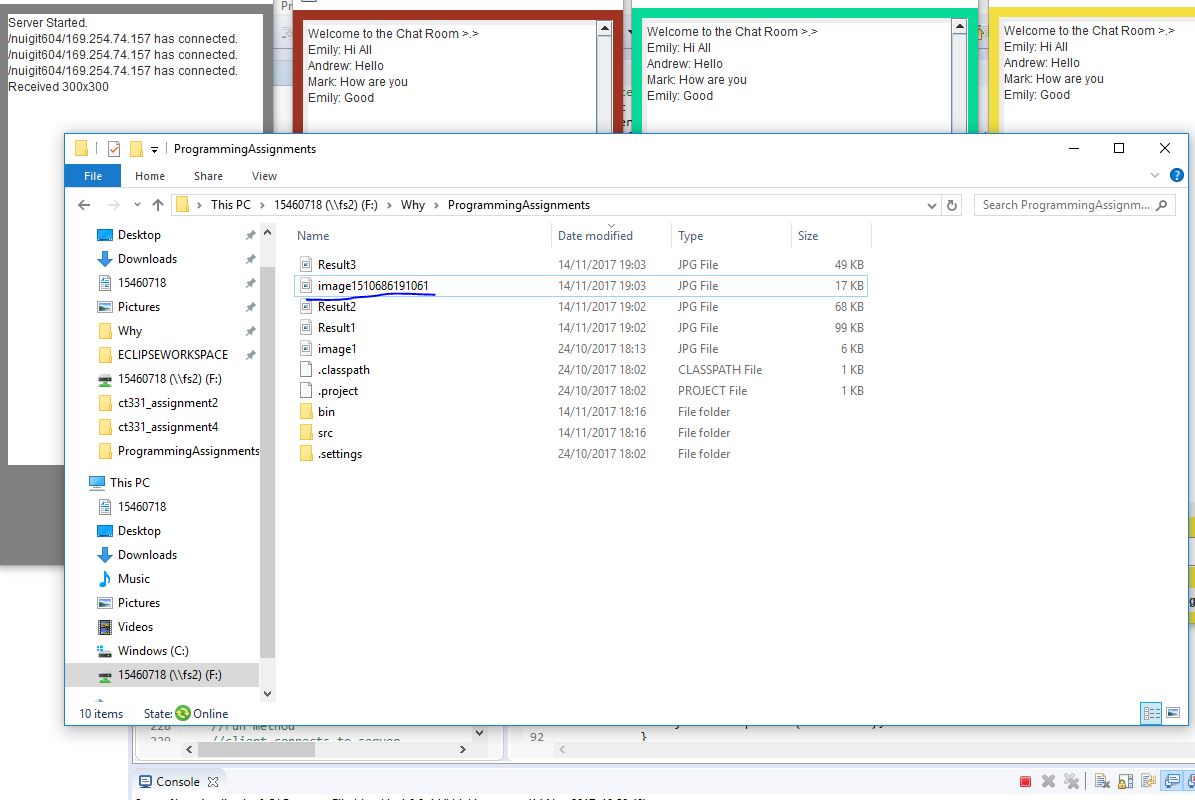 Server Started.
/nuigit604/169.254.74.157 has connected.
/nuigit604/169.254.74.157 has connected.
/nuigit604/169.254.74.157 has connected.
Received 300x300
Welcome to the Chat Room >.>
Emily: Hi All
Andrew: Hello
Mark: How are you
Emily: Good
Welcome to the Chat Room >.>
Emily: Hi All
Andrew: Hello
Mark: How are you
Emily: Good
Welcome to the Chat Room >.>
Emily: Hi All
Andrew: Hello
Mark: How are you
Emily: Good
ProgrammingAssignments
File Home Share View
This PC > 15460718 (\\fs2) (F:) > Why > ProgrammingAssignments
Search ProgrammingAssignm...
Desktop
Downloads
15460718
Pictures
Why
ECLIPSEWORKSPACE
15460718 (\\fs2) (F:)
ct331_assignment2
ct331_assignment4
ProgrammingAssignments
This PC
15460718
Desktop
Downloads
Music
Pictures
Videos
Windows (C:)
15460718 (\\fs2) (F:)
Name Date modified Type Size
Result3 14/11/2017 19:03 JPG File 49 KB
image1510686191061 14/11/2017 19:03 JPG File 17 KB
Result2 14/11/2017 19:02 JPG File 68 KB
Result1 14/11/2017 19:02 JPG File 99 KB
image1 24/10/2017 18:13 JPG File 6 KB
.classpath 24/10/2017 18:02 CLASSPATH File 1 KB
.project 24/10/2017 18:02 PROJECT File 1 KB
bin 14/11/2017 18:16 File folder
src 14/11/2017 18:16 File folder
.settings 24/10/2017 18:02 File folder
10 items State: Online
228 //run method
229 //client connects to server
92 }
Console